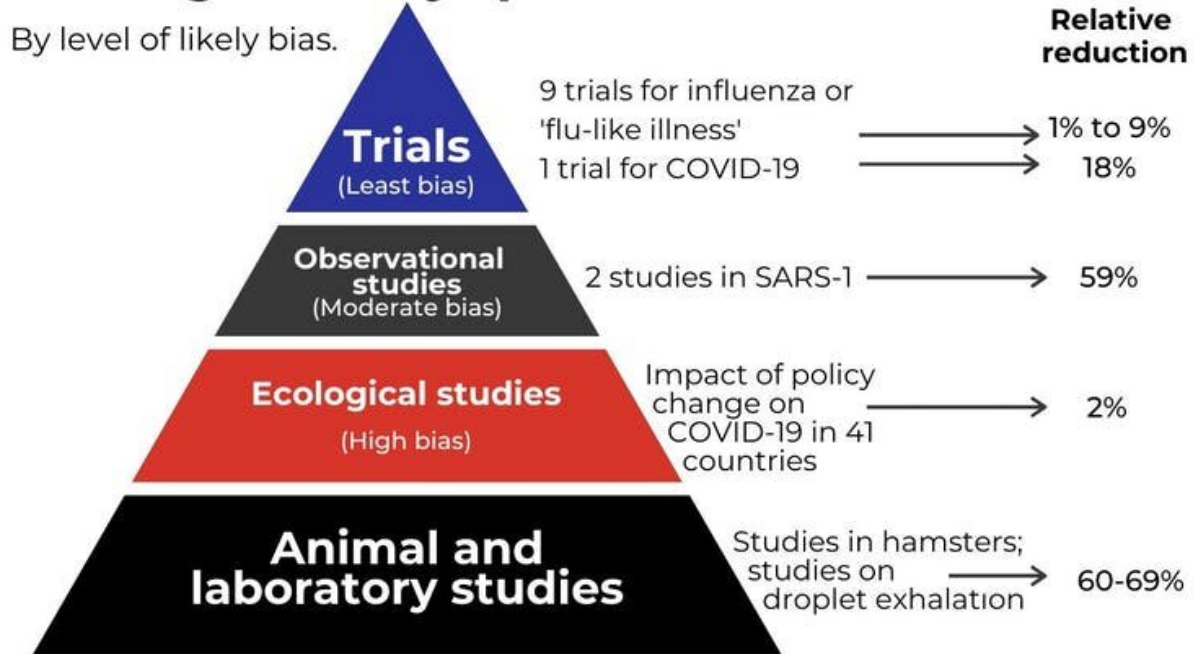 By level of likely bias.
Relative
reduction
Trials
(Least bias)
9 trials for influenza or
'flu-like illness'
1% to 9%
1 trial for COVID-19
18%
Observational
studies
(Moderate bias)
2 studies in SARS-1
59%
Ecological studies
(High bias)
Impact of policy
change on
COVID-19 in 41
countries
2%
Animal and
laboratory studies
Studies in hamsters;
studies on
droplet exhalation
60-69%